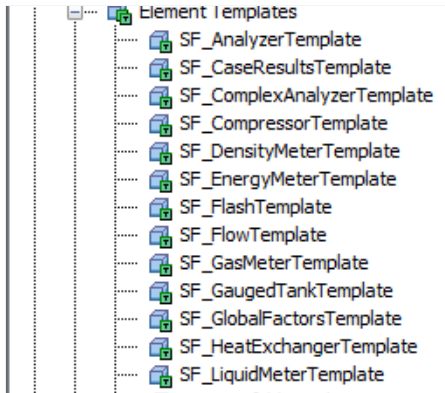 Element Templates
SF_AnalyzerTemplate
SF_CaseResultsTemplate
SF_ComplexAnalyzerTemplate
SF_CompressorTemplate
SF_DensityMeterTemplate
SF_EnergyMeterTemplate
SF_FlashTemplate
SF_FlowTemplate
SF_GasMeterTemplate
SF_GaugedTankTemplate
SF_GlobalFactorsTemplate
SF_HeatExchangerTemplate
SF_LiquidMeterTemplate